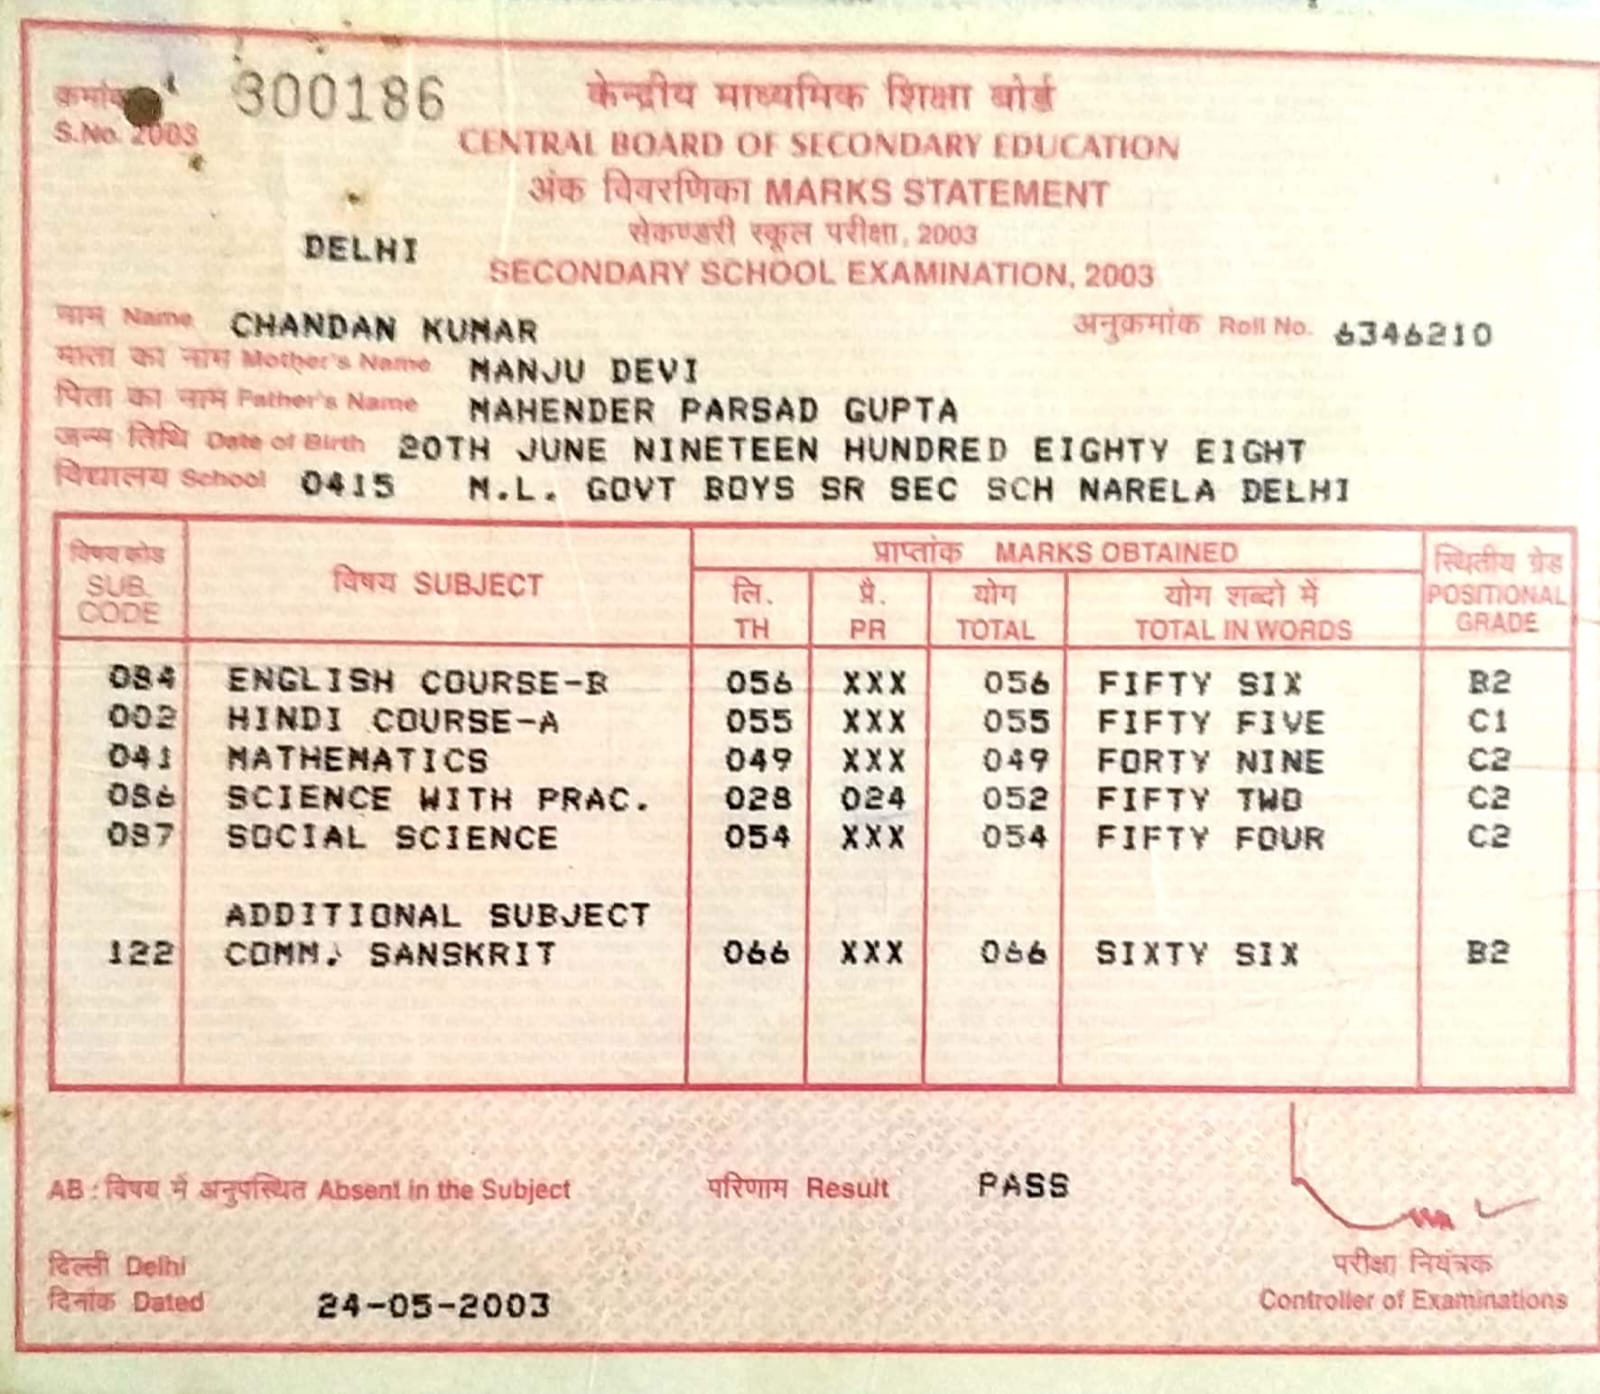 क्रमांक 300186
S.No. 2003
केन्द्रीय माध्यमिक शिक्षा बोर्ड
CENTRAL BOARD OF SECONDARY EDUCATION
अंक विवरणिका MARKS STATEMENT
सेकण्डरी स्कूल परीक्षा, 2003
DELHI
SECONDARY SCHOOL EXAMINATION, 2003
नाम Name CHANDAN KUMAR अनुक्रमांक Roll No. 6346210
माता का नाम Mother's Name MANJU DEVI
पिता का नाम Father's Name MAHENDER PARSAD GUPTA
जन्म तिथि Date of Birth 20TH JUNE NINETEEN HUNDRED EIGHTY EIGHT
विद्यालय School 0415 M.L. GOVT BOYS SR SEC SCH NARELA DELHI
विषय कोड SUB. CODE विषय SUBJECT प्राप्तांक MARKS OBTAINED स्थितीय ग्रेड POSITIONAL GRADE
लि. TH प्रै. PR योग TOTAL योग शब्दो में TOTAL IN WORDS
084 ENGLISH COURSE-B 056 XXX 056 FIFTY SIX B2
002 HINDI COURSE-A 055 XXX 055 FIFTY FIVE C1
041 MATHEMATICS 049 XXX 049 FORTY NINE C2
086 SCIENCE WITH PRAC. 028 024 052 FIFTY TWO C2
087 SOCIAL SCIENCE 054 XXX 054 FIFTY FOUR C2
ADDITIONAL SUBJECT
122 COMM. SANSKRIT 066 XXX 066 SIXTY SIX B2
AB : विषय में अनुपस्थित Absent in the Subject परिणाम Result PASS
दिल्ली Delhi
दिनांक Dated 24-05-2003
परीक्षा नियंत्रक
Controller of Examinations